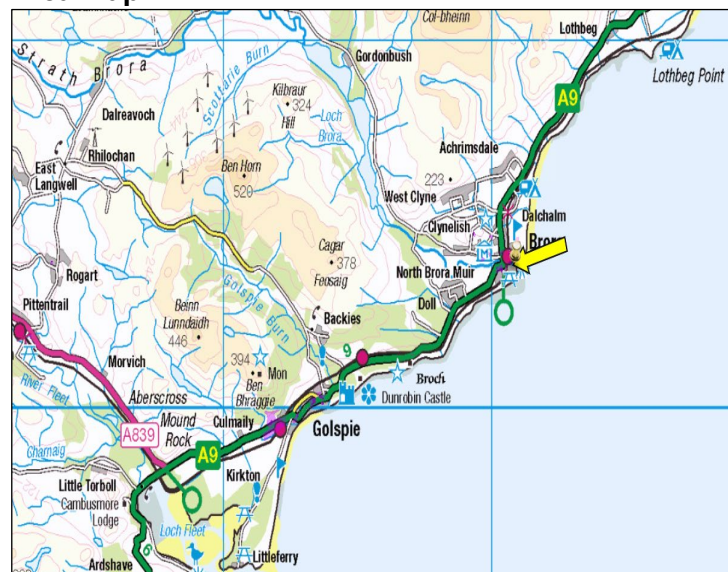 Lothbeg
Col-bheinn
Gordonbush
Strath Brora
Scottarie Burn
Lothbeg Point
Dalreavoch
Kilbraur
Hill
324
Loch
Brora
A9
Rhilochan
Achrimsdale
East
Langwell
Ben Horn
520
223
West Clyne
Dalchalm
Clynelish
Cagar
Feosaig
378
Rogart
North Brora Muir
Golspie Burn
Doll
Pittentrail
Beinn
Lunndaidh
446
Backies
9
Morvich
394
Mon
Ben
Bhraggie
Broch
River Fleet
Aberscross
Dunrobin Castle
Mound
Rock
Culmaily
A839
Golspie
A9
Kirkton
Little Torboll
Cambusmore
Lodge
Loch Fleet
6
Littleferry
Ardshave